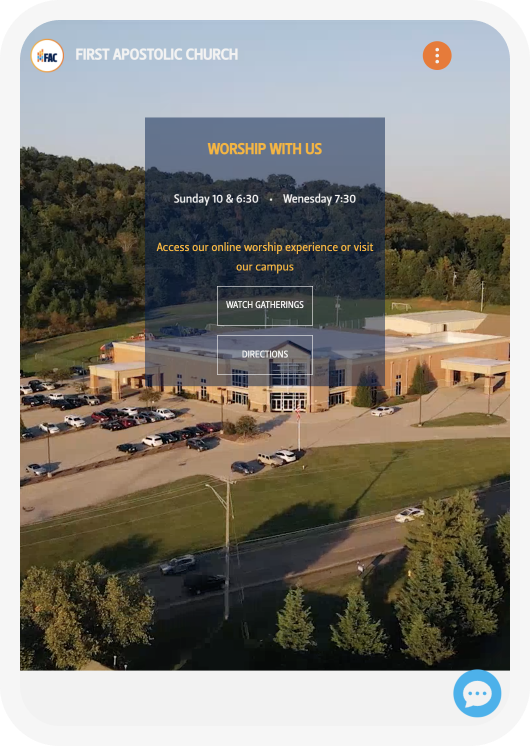 FAC
FIRST APOSTOLIC CHURCH
WORSHIP WITH US
Sunday 10 & 6:30 • Wenesday 7:30
Access our online worship experience or visit
our campus
WATCH GATHERINGS
DIRECTIONS